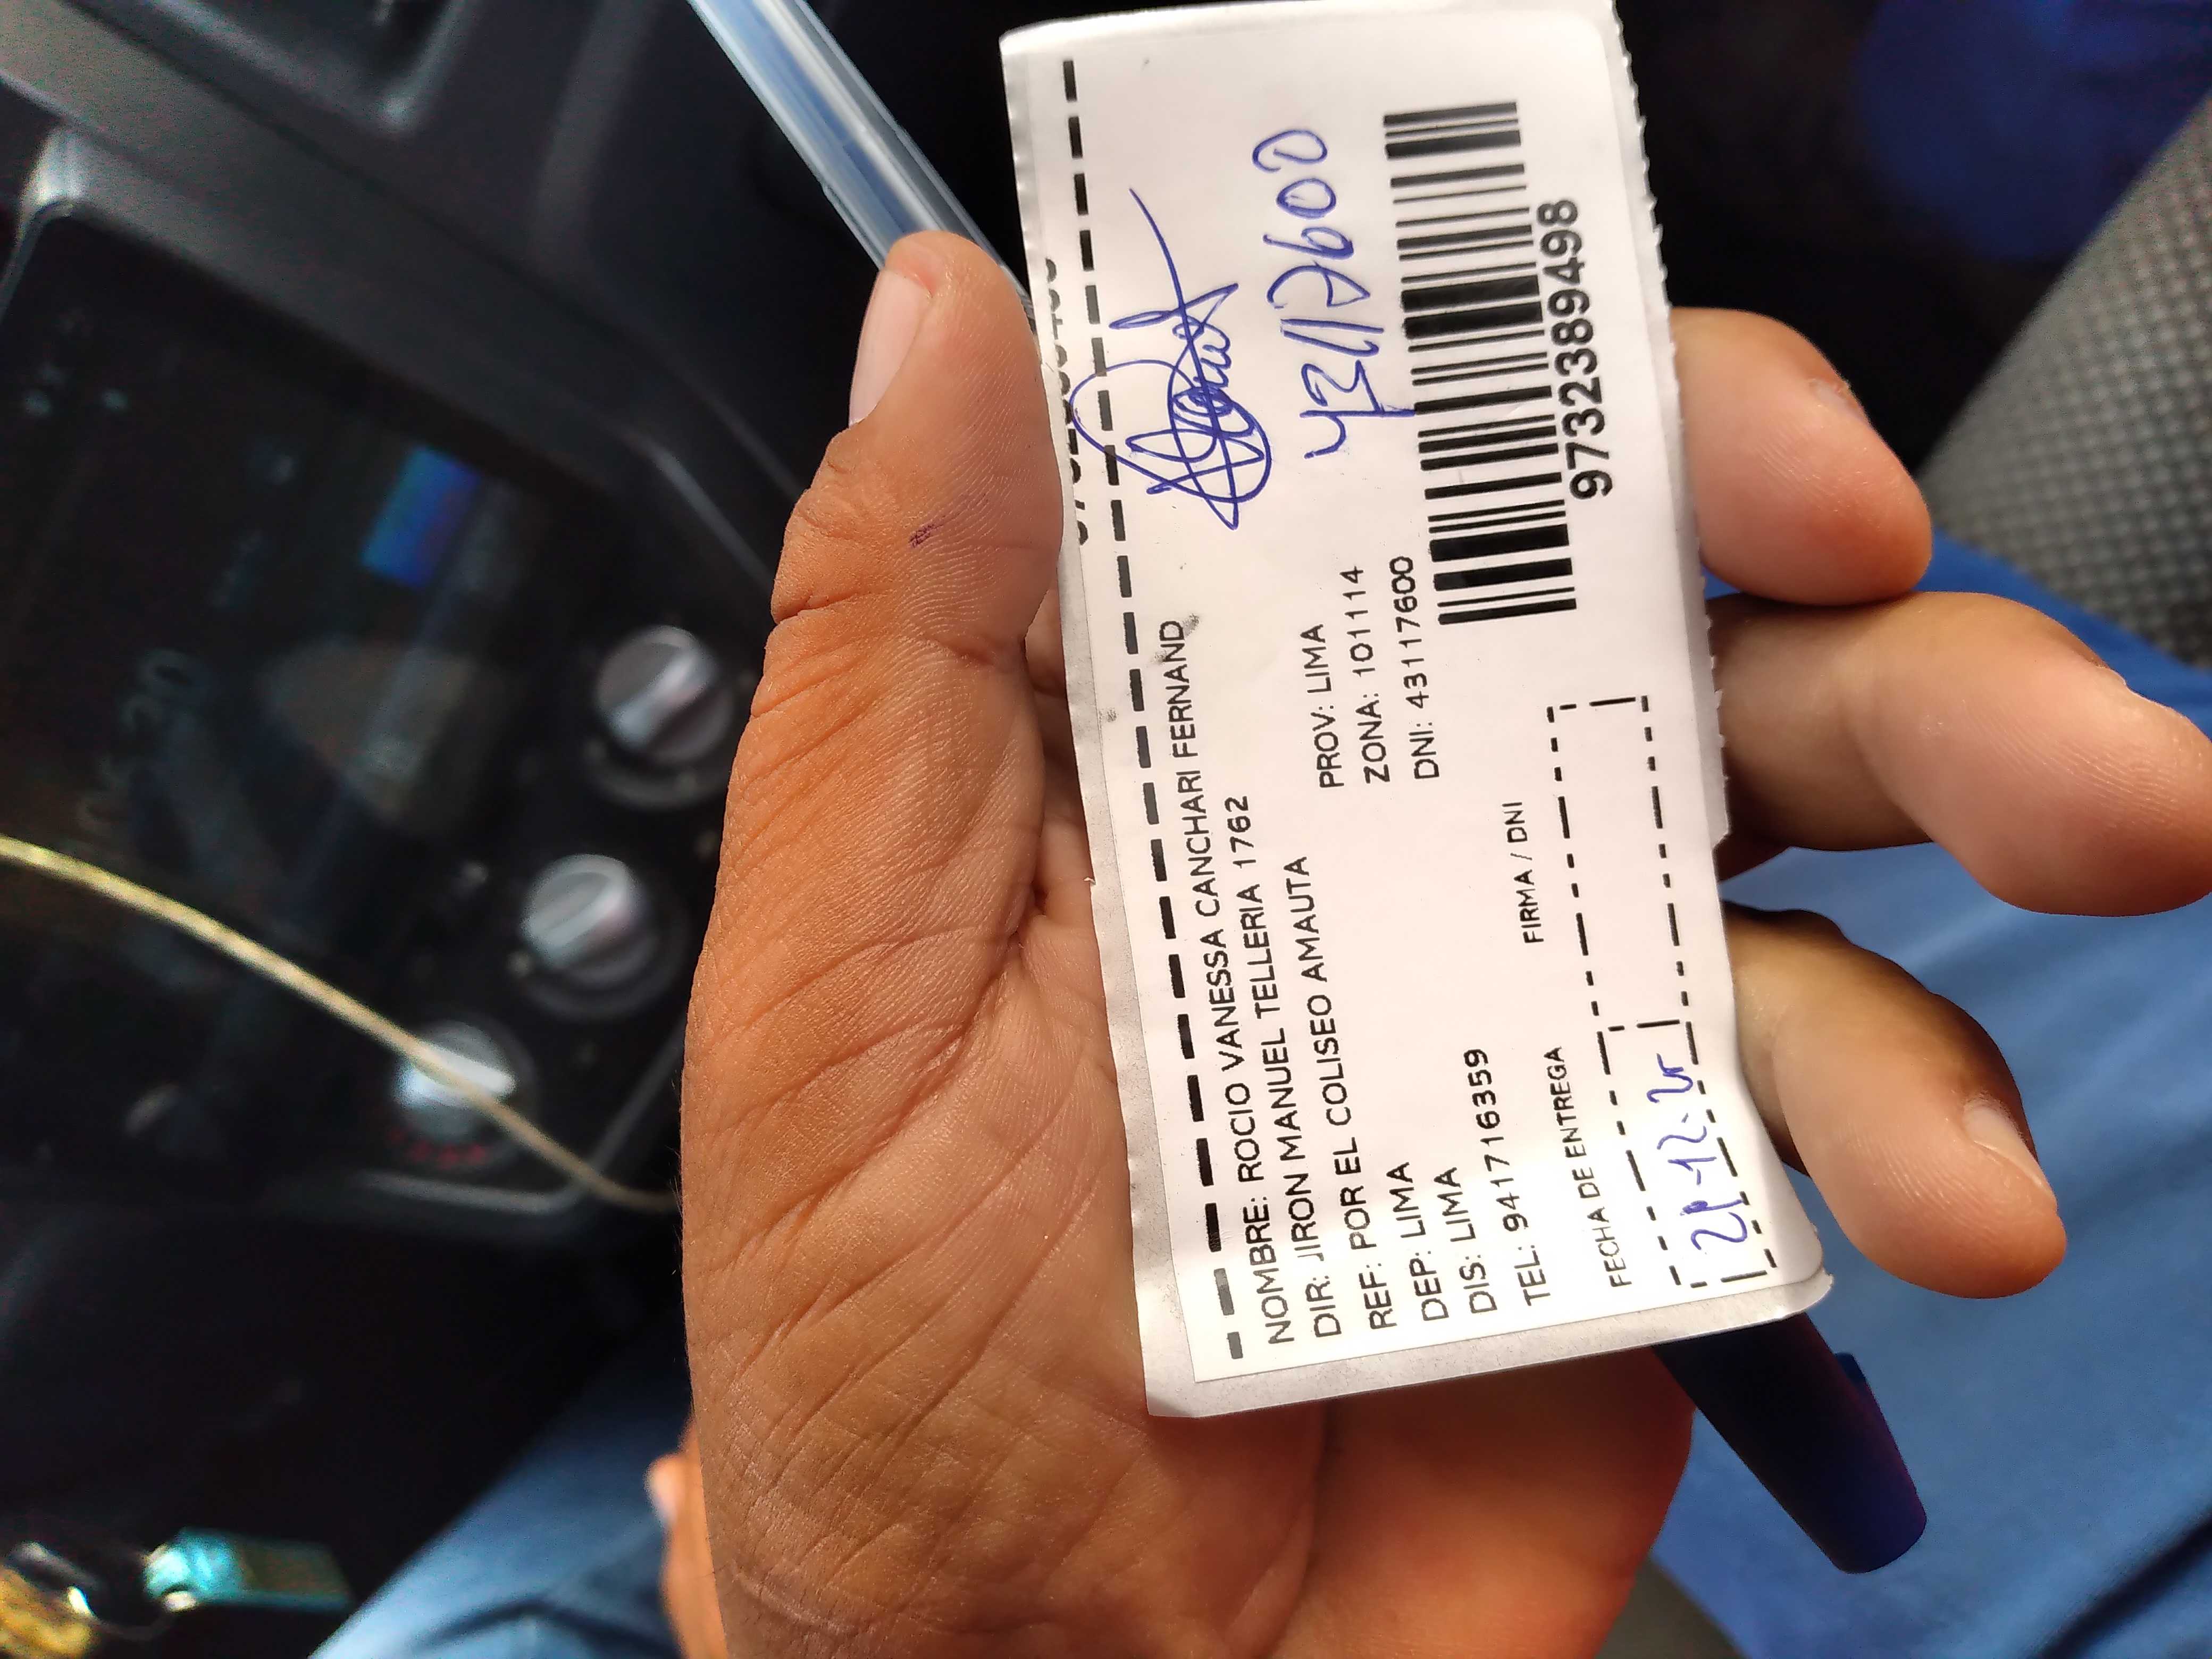 NOMBRE: ROCIO VANESSA CANCHARI FERNAND
DIR: JIRON MANUEL TELLERIA 1762
REF: POR EL COLISEO AMAUTA
DEP: LIMA PROV: LIMA
DIS: LIMA ZONA: 101114
TEL: 941716359 DNI: 43117600
43117600
9732389498
FECHA DE ENTREGA FIRMA / DNI